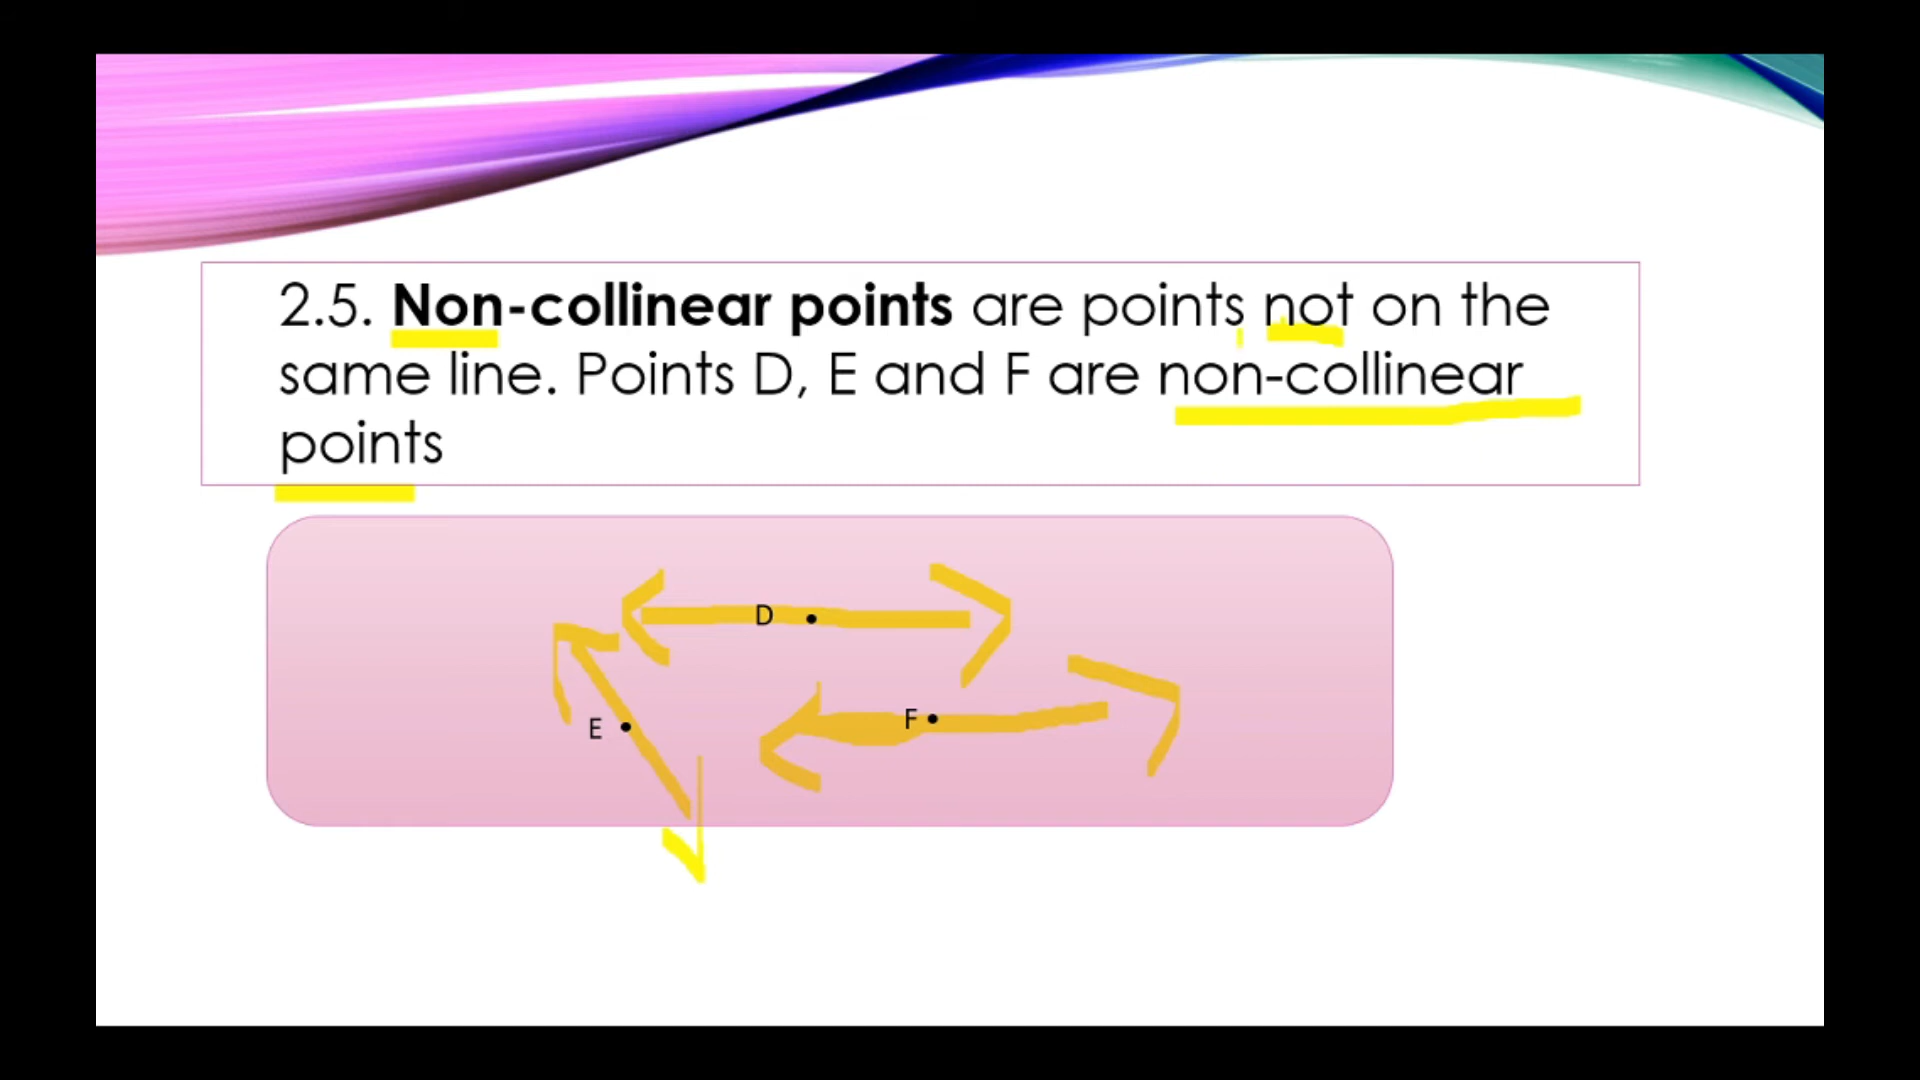 2.5. Non-collinear points are points not on the
same line. Points D, E and F are non-collinear
points
D
F
E